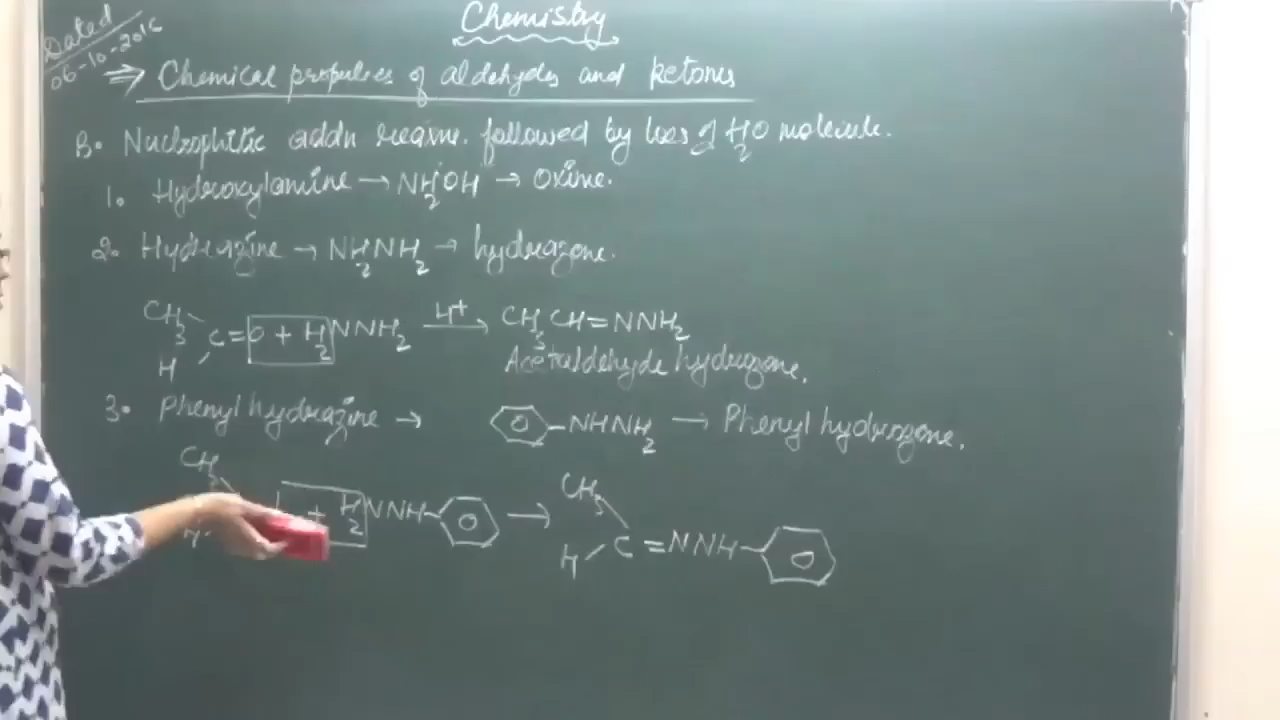 Chemistry
Dated
06-10-2016
⇒ Chemical properties of aldehydes and ketones
B. Nucleophilic addn reaction. followed by loss of H2O molecule.
1. Hydroxylamine → NH2OH → Oxime.
2. Hydrazine → NH2NH2 → hydrazone.
CH3
C=O + H2NNH2 H+→ CH3CH=NNH2
H
Acetaldehyde hydrazone.
3. Phenyl hydrazine → -NHNH2 → Phenyl hydrazone.
CH3
CH3
+ H2NNH- →
H
H C=NNH-